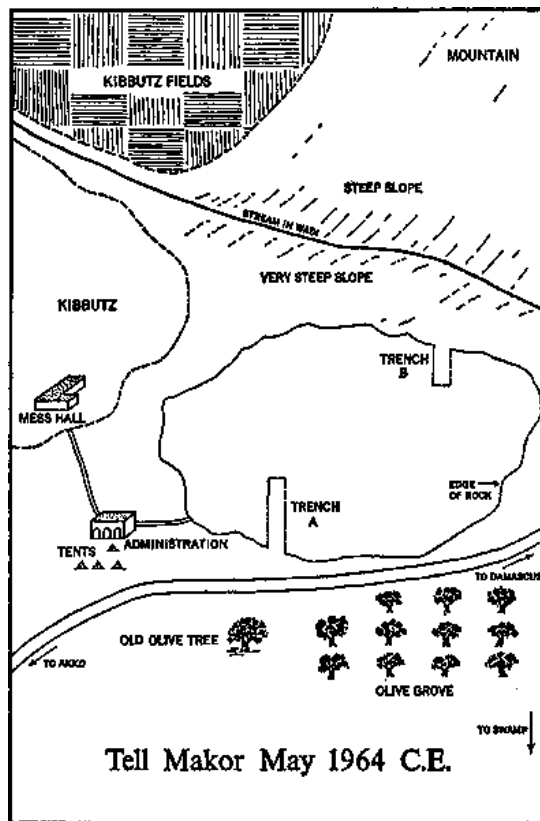 MOUNTAIN
KIBBUTZ FIELDS
STEEP SLOPE
STREAM IN WADI
VERY STEEP SLOPE
KIBBUTZ
TRENCH
B
MESS HALL
EDGE
OF ROCK
TRENCH
A
ADMINISTRATION
TENTS
TO DAMASCUS
OLD OLIVE TREE
TO AKKO
OLIVE GROVE
TO SWAMP
Tell Makor May 1964 C.E.